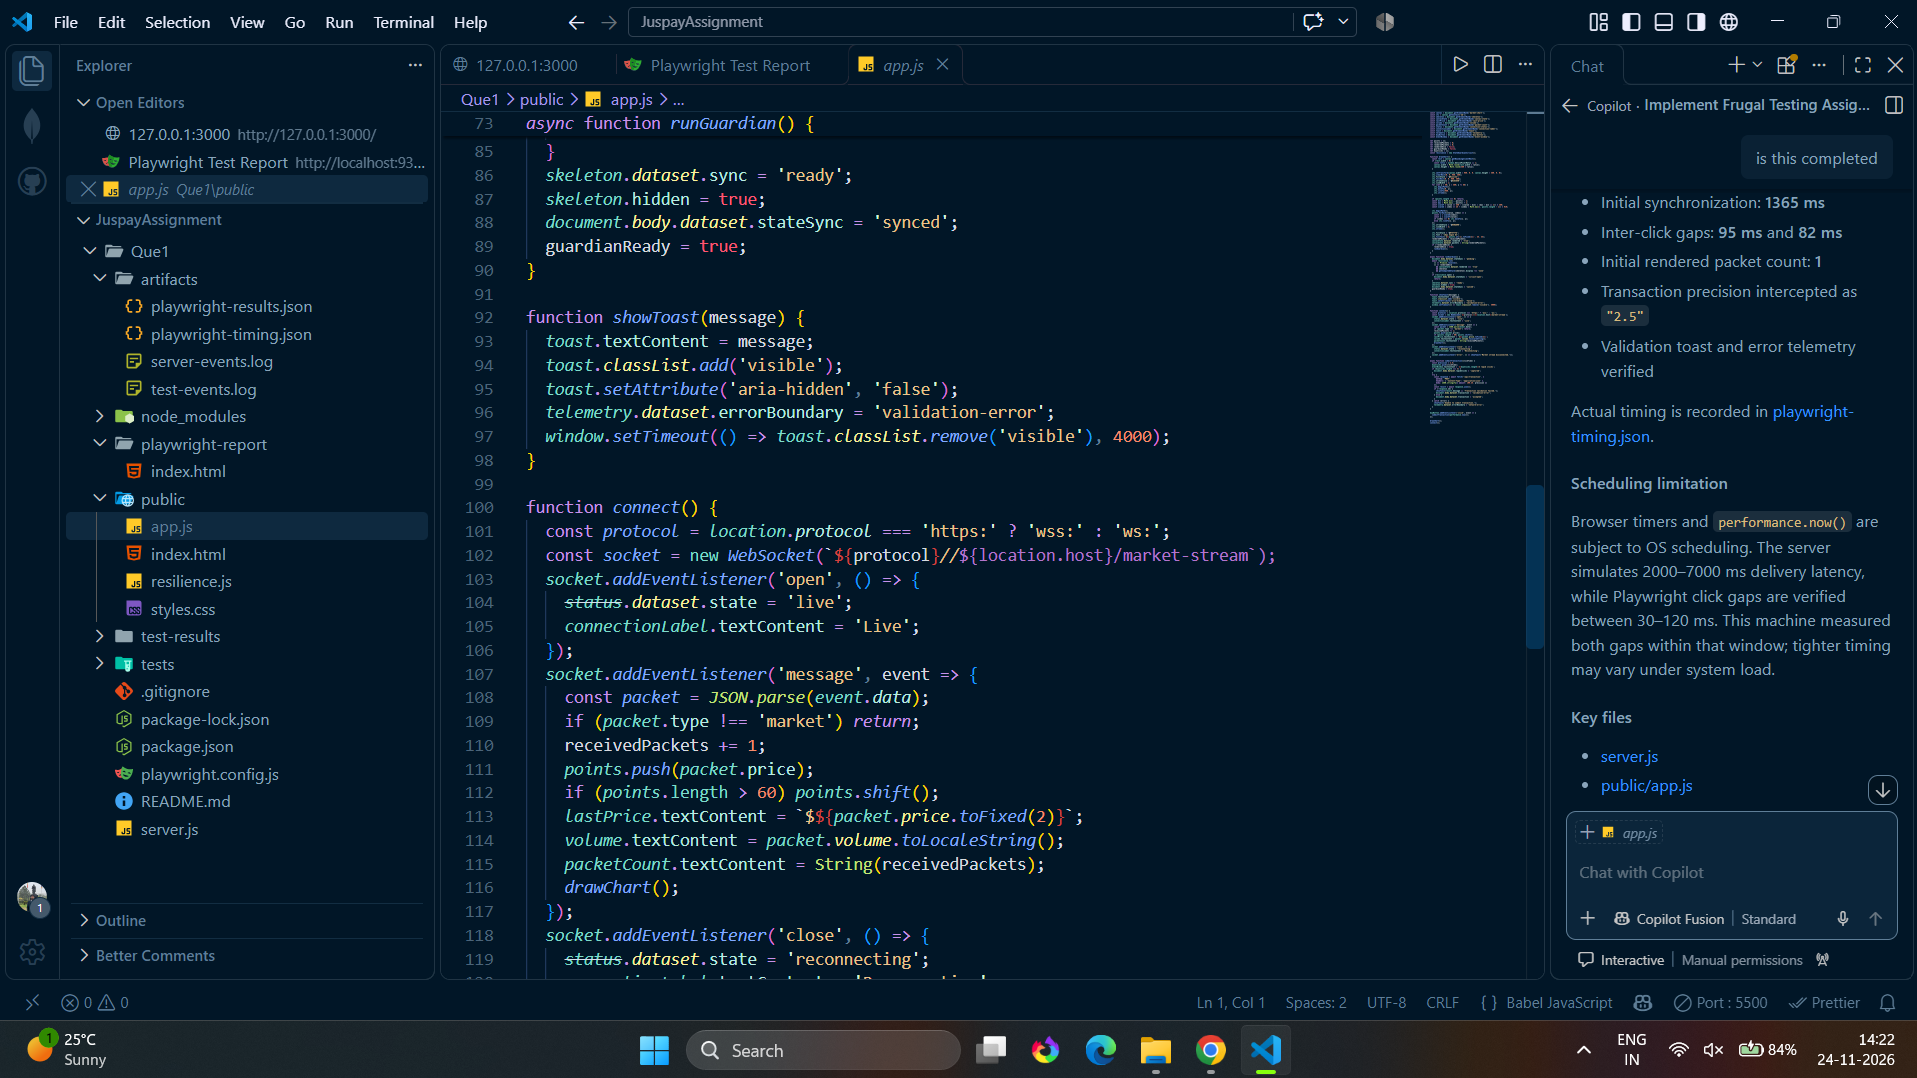 File Edit Selection View Go Run Terminal Help
JuspayAssignment
Explorer
Open Editors
127.0.0.1:3000 http://127.0.0.1:3000/
Playwright Test Report http://localhost:93...
app.js Que1\public
JuspayAssignment
Que1
artifacts
playwright-results.json
playwright-timing.json
server-events.log
test-events.log
node_modules
playwright-report
index.html
public
app.js
index.html
resilience.js
styles.css
test-results
tests
.gitignore
package-lock.json
package.json
playwright.config.js
README.md
server.js
1
Outline
Better Comments
127.0.0.1:3000
Playwright Test Report
app.js
Que1 > public > app.js > ...
73 async function runGuardian() {
85 }
86 skeleton.dataset.sync = 'ready';
87 skeleton.hidden = true;
88 document.body.dataset.stateSync = 'synced';
89 guardianReady = true;
90 }
91
92 function showToast(message) {
93 toast.textContent = message;
94 toast.classList.add('visible');
95 toast.setAttribute('aria-hidden', 'false');
96 telemetry.dataset.errorBoundary = 'validation-error';
97 window.setTimeout(() => toast.classList.remove('visible'), 4000);
98 }
99
100 function connect() {
101 const protocol = location.protocol === 'https:' ? 'wss:' : 'ws:';
102 const socket = new WebSocket(`${protocol}//${location.host}/market-stream`);
103 socket.addEventListener('open', () => {
104 status.dataset.state = 'live';
105 connectionLabel.textContent = 'Live';
106 });
107 socket.addEventListener('message', event => {
108 const packet = JSON.parse(event.data);
109 if (packet.type !== 'market') return;
110 receivedPackets += 1;
111 points.push(packet.price);
112 if (points.length > 60) points.shift();
113 lastPrice.textContent = `$${packet.price.toFixed(2)}`;
114 volume.textContent = packet.volume.toLocaleString();
115 packetCount.textContent = String(receivedPackets);
116 drawChart();
117 });
118 socket.addEventListener('close', () => {
119 status.dataset.state = 'reconnecting';
Chat
Copilot · Implement Frugal Testing Assig...
is this completed
Initial synchronization: 1365 ms
Inter-click gaps: 95 ms and 82 ms
Initial rendered packet count: 1
Transaction precision intercepted as
"2.5"
Validation toast and error telemetry
verified
Actual timing is recorded in playwright-
timing.json.
Scheduling limitation
Browser timers and performance.now() are
subject to OS scheduling. The server
simulates 2000–7000 ms delivery latency,
while Playwright click gaps are verified
between 30–120 ms. This machine measured
both gaps within that window; tighter timing
may vary under system load.
Key files
server.js
public/app.js
app.js
Chat with Copilot
Copilot Fusion Standard
Interactive Manual permissions
0 0
Ln 1, Col 1 Spaces: 2 UTF-8 CRLF { } Babel JavaScript Port : 5500 Prettier
1
25°C
Sunny
Search
ENG
IN
84%
14:22
24-11-2026